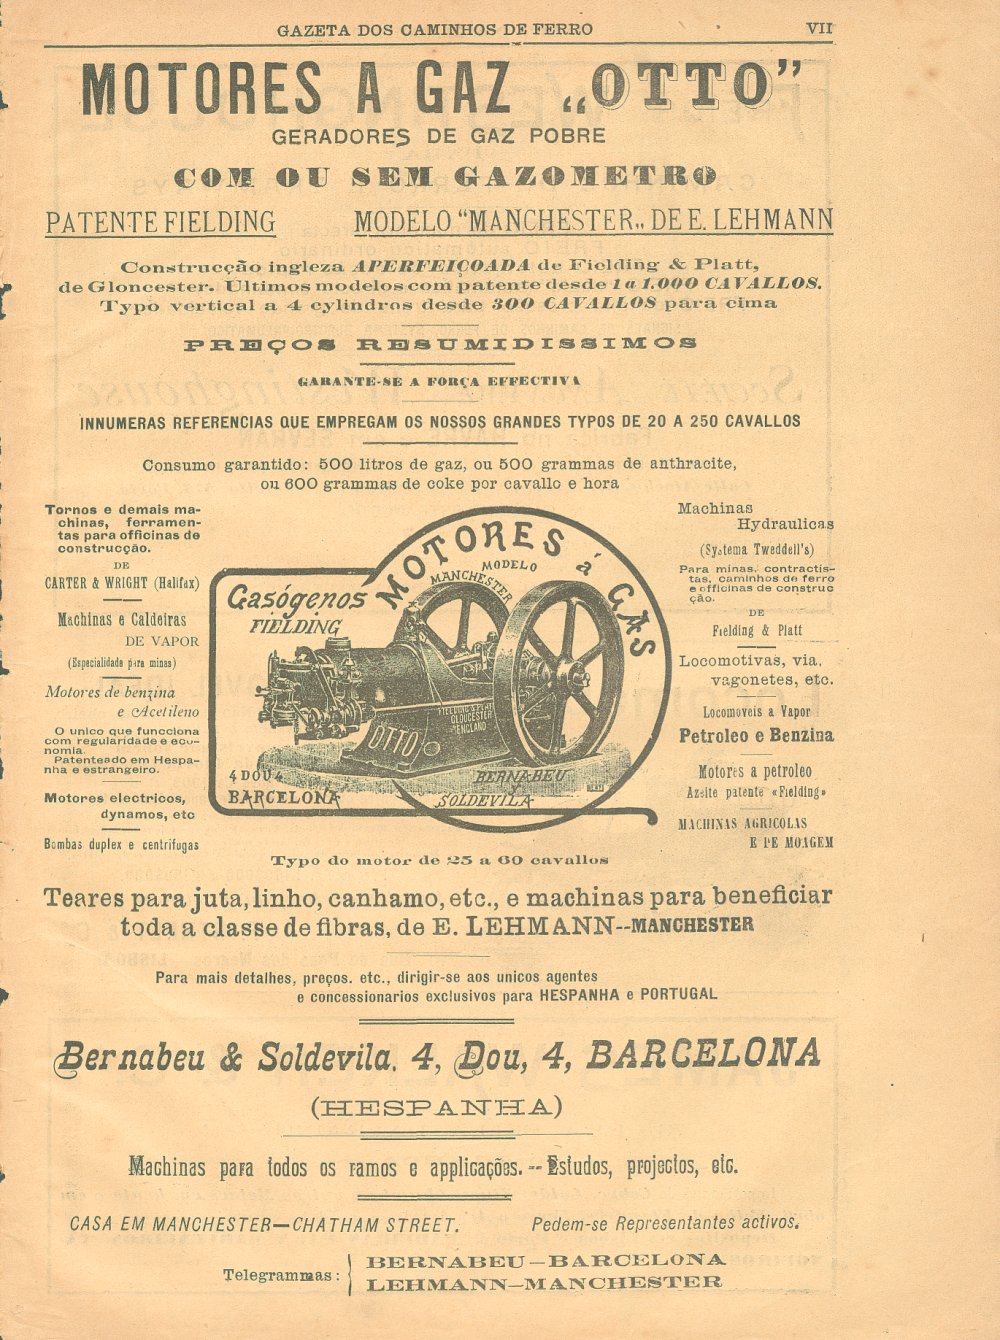 GAZETA DOS CAMINHOS DE FERRO
VII
MOTORES A GAZ „OTTO”
GERADORES DE GAZ POBRE
COM OU SEM GAZOMETRO
PATENTE FIELDING
MODELO "MANCHESTER„ DE E. LEHMANN
Construcção ingleza APERFEIÇOADA de Fielding & Platt,
de Gloncester. Ultimos modelos com patente desde 1 a 1.000 CAVALLOS.
Typo vertical a 4 cylindros desde 300 CAVALLOS para cima
PREÇOS RESUMIDISSIMOS
GARANTE-SE A FORÇA EFFECTIVA
INNUMERAS REFERENCIAS QUE EMPREGAM OS NOSSOS GRANDES TYPOS DE 20 A 250 CAVALLOS
Consumo garantido: 500 litros de gaz, ou 500 grammas de anthracite,
ou 600 grammas de coke por cavallo e hora
Tornos e demais ma-
chinas, ferramen-
tas para officinas de
construcção.
DE
CARTER & WRIGHT (Halifax)
Machinas e Caldeiras
DE VAPOR
(Especialidade para minas)
Motores de benzina
e Acetileno
O unico que funcciona
com regularidade e eco-
nomia.
Patenteado em Hespa-
nha e estrangeiro.
Motores electricos,
dynamos, etc
Bombas duplex e centrifugas
MOTORES á GAS
MODELO
MANCHESTER
Gasógenos
FIELDING
FIELDING & PLATT
GLOUCESTER
ENGLAND
OTTO
4 DOU 4
BARCELONA
BERNABEU
y
SOLDEVILA
Typo do motor de 25 a 60 cavallos
Machinas
Hydraulicas
(Systema Tweddell's)
Para minas, contractis-
tas, caminhos de ferro
e officinas de construc
ção.
DE
Fielding & Platt
Locomotivas, via,
vagonetes, etc.
Locomoveis a Vapor
Petroleo e Benzina
Motores a petroleo
Azeite patente «Fielding»
MACHINAS AGRICOLAS
E DE MOAGEM
Teares para juta, linho, canhamo, etc., e machinas para beneficiar
toda a classe de fibras, de E. LEHMANN--MANCHESTER
Para mais detalhes, preços. etc., dirigir-se aos unicos agentes
e concessionarios exclusivos para HESPANHA e PORTUGAL
Bernabeu & Soldevila, 4, Dou, 4, BARCELONA
(HESPANHA)
Machinas para todos os ramos e applicações.--Estudos, projectos, etc.
CASA EM MANCHESTER—CHATHAM STREET.
Pedem-se Representantes activos.
Telegrammas:
BERNABEU—BARCELONA
LEHMANN—MANCHESTER